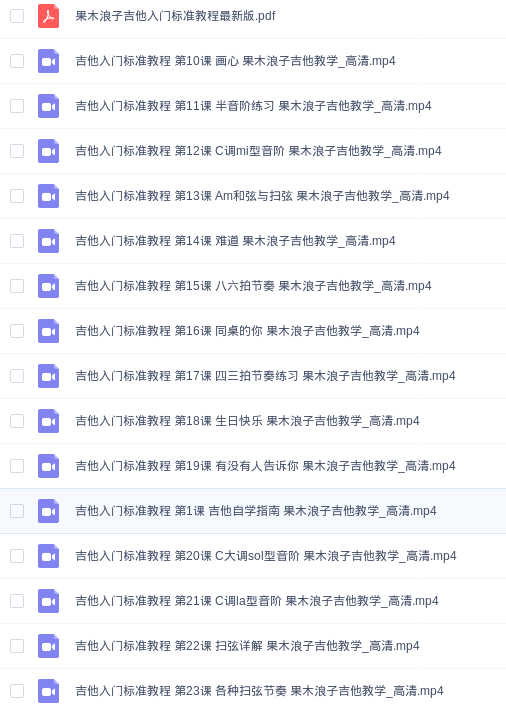 果木浪子吉他入门标准教程最新版.pdf
吉他入门标准教程 第10课 画心 果木浪子吉他教学_高清.mp4
吉他入门标准教程 第11课 半音阶练习 果木浪子吉他教学_高清.mp4
吉他入门标准教程 第12课 C调mi型音阶 果木浪子吉他教学_高清.mp4
吉他入门标准教程 第13课 Am和弦与扫弦 果木浪子吉他教学_高清.mp4
吉他入门标准教程 第14课 难道 果木浪子吉他教学_高清.mp4
吉他入门标准教程 第15课 八六拍节奏 果木浪子吉他教学_高清.mp4
吉他入门标准教程 第16课 同桌的你 果木浪子吉他教学_高清.mp4
吉他入门标准教程 第17课 四三拍节奏练习 果木浪子吉他教学_高清.mp4
吉他入门标准教程 第18课 生日快乐 果木浪子吉他教学_高清.mp4
吉他入门标准教程 第19课 有没有人告诉你 果木浪子吉他教学_高清.mp4
吉他入门标准教程 第1课 吉他自学指南 果木浪子吉他教学_高清.mp4
吉他入门标准教程 第20课 C大调sol型音阶 果木浪子吉他教学_高清.mp4
吉他入门标准教程 第21课 C调la型音阶 果木浪子吉他教学_高清.mp4
吉他入门标准教程 第22课 扫弦详解 果木浪子吉他教学_高清.mp4
吉他入门标准教程 第23课 各种扫弦节奏 果木浪子吉他教学_高清.mp4